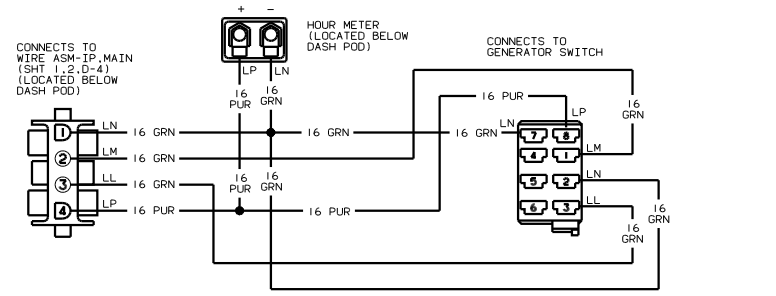 + -
HOUR METER
(LOCATED BELOW
DASH POD)
CONNECTS TO
WIRE ASM-IP,MAIN
(SHT 1,2,D-4)
(LOCATED BELOW
DASH POD)
CONNECTS TO
GENERATOR SWITCH
LP LN
16
PUR
16
GRN
16 PUR
LP
16
GRN
1 LN 16 GRN
16 GRN
16 GRN
LN
7 8
2 LM 16 GRN
4 1 LM
3 LL 16 GRN
16
PUR
16
GRN
5 2 LN
4 LP 16 PUR
16 PUR
6 3 LL
16
GRN
16
GRN